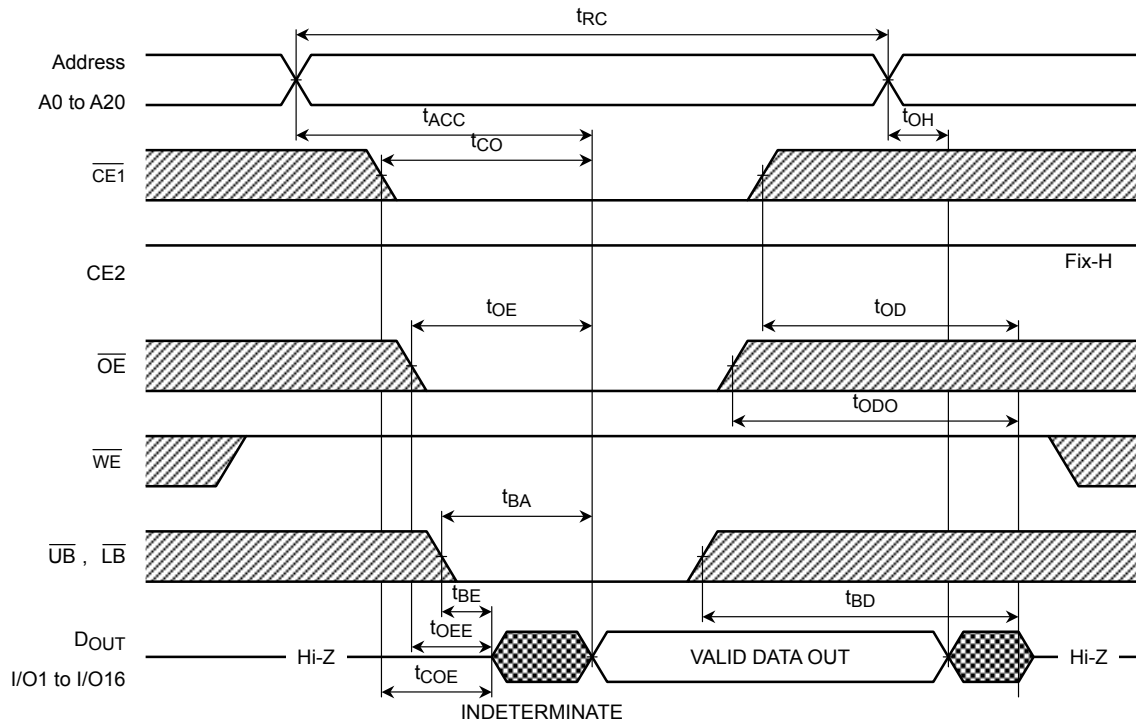 tRC
Address
A0 to A20
tACC
tOH
tCO
CE1
CE2
Fix-H
tOE
tOD
OE
tODO
WE
tBA
UB , LB
tBE
tBD
tOEE
DOUT
Hi-Z
VALID DATA OUT
Hi-Z
I/O1 to I/O16
tCOE
INDETERMINATE